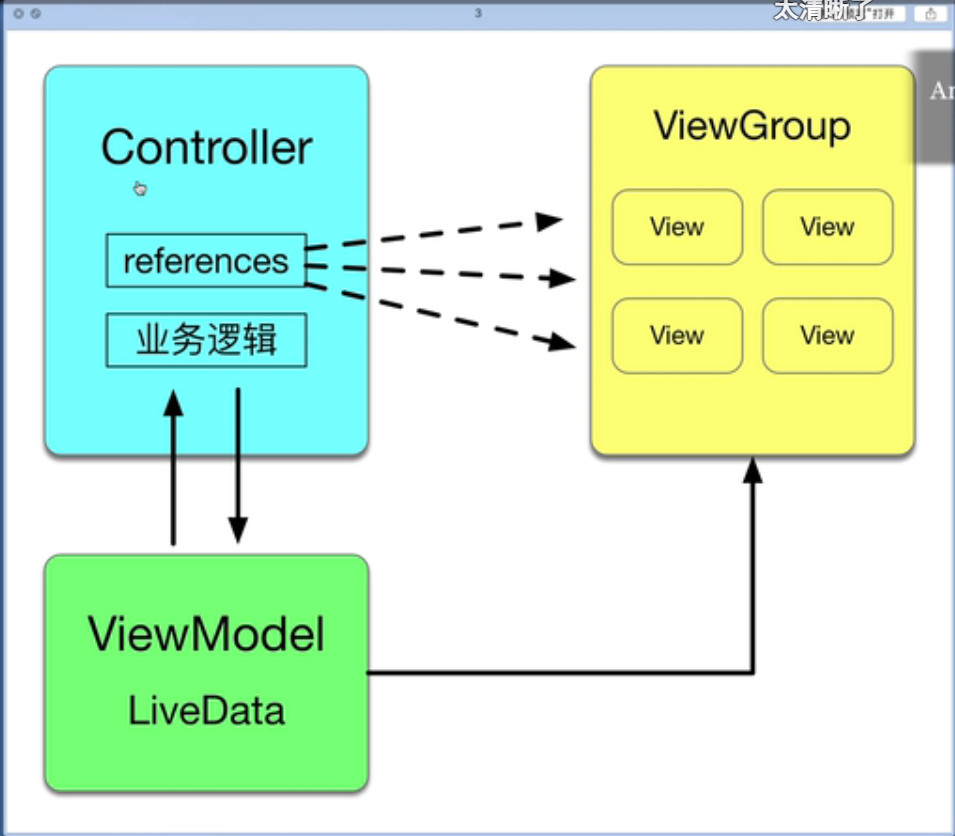 3
太清晰了
打开
Controller
references
业务逻辑
ViewGroup
View View
View View
ViewModel
LiveData